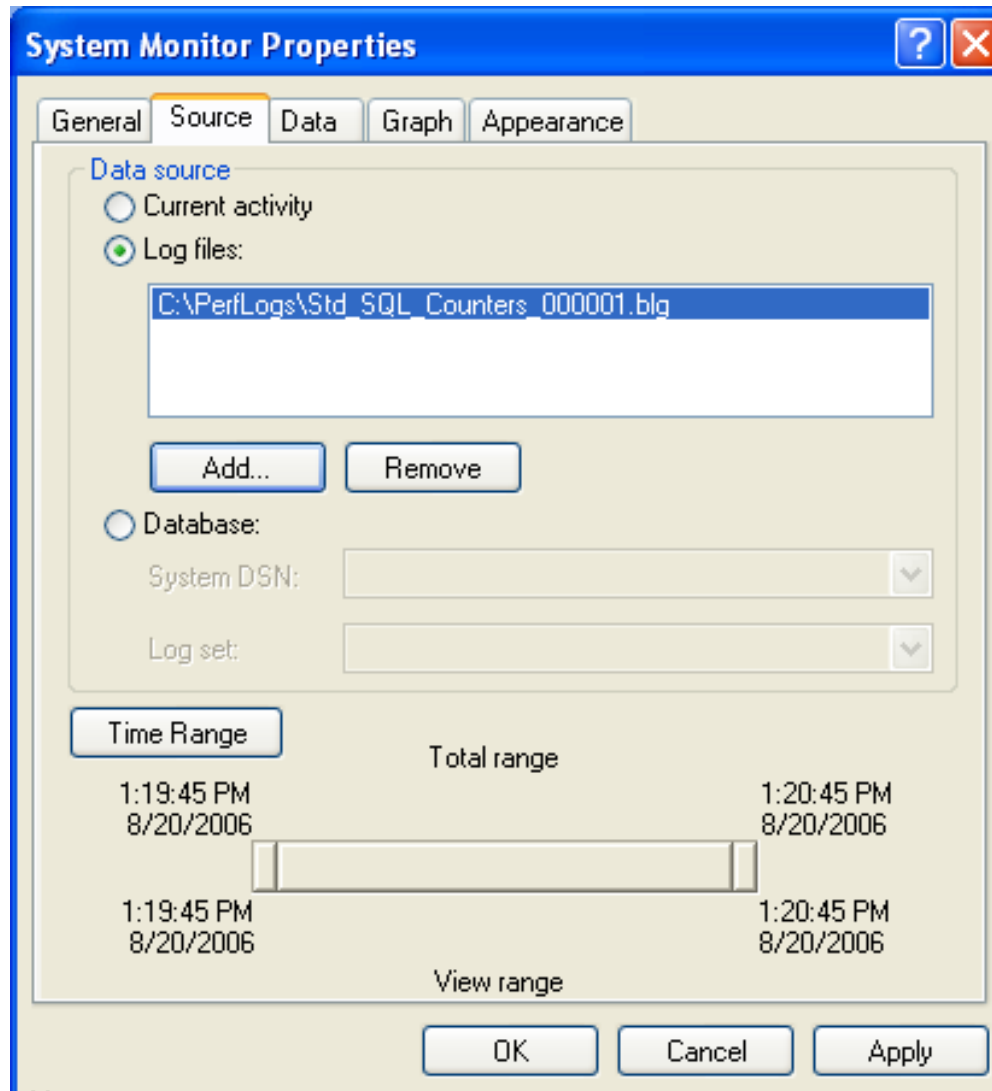 System Monitor Properties
General Source Data Graph Appearance
Data source
Current activity
Log files:
C:\PerfLogs\Std_SQL_Counters_000001.blg
Add... Remove
Database:
System DSN:
Log set:
Time Range
Total range
1:19:45 PM 1:20:45 PM
8/20/2006 8/20/2006
1:19:45 PM 1:20:45 PM
8/20/2006 8/20/2006
View range
OK Cancel Apply